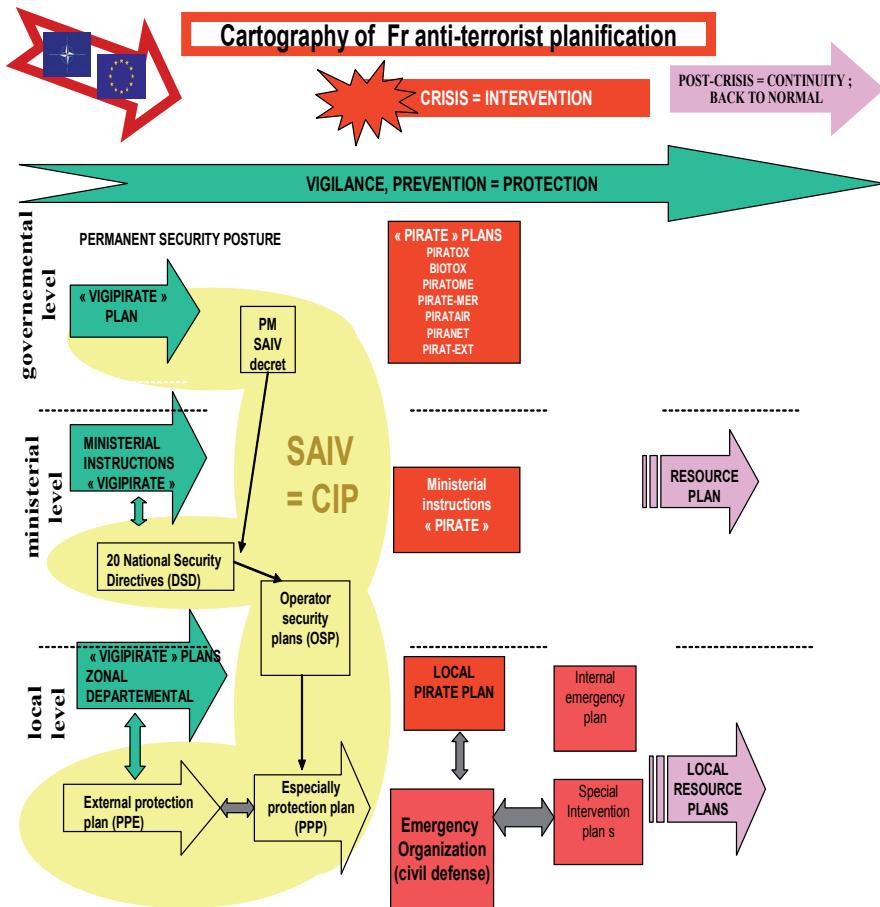 Cartography of Fr anti-terrorist planification
CRISIS = INTERVENTION
POST-CRISIS = CONTINUITY ;
BACK TO NORMAL
VIGILANCE, PREVENTION = PROTECTION
governemental
level
PERMANENT SECURITY POSTURE
« VIGIPIRATE »
PLAN
PM
SAIV
decret
« PIRATE » PLANS
PIRATOX
BIOTOX
PIRATOME
PIRATE-MER
PIRATAIR
PIRANET
PIRAT-EXT
ministerial
level
MINISTERIAL
INSTRUCTIONS
« VIGIPIRATE »
SAIV
= CIP
Ministerial
instructions
« PIRATE »
RESOURCE
PLAN
20 National Security
Directives (DSD)
Operator
security
plans (OSP)
local
level
« VIGIPIRATE » PLANS
ZONAL
DEPARTEMENTAL
LOCAL
PIRATE PLAN
Internal
emergency
plan
External protection
plan (PPE)
Especially
protection plan
(PPP)
Emergency
Organization
(civil defense)
Special
Intervention
plan s
LOCAL
RESOURCE
PLANS